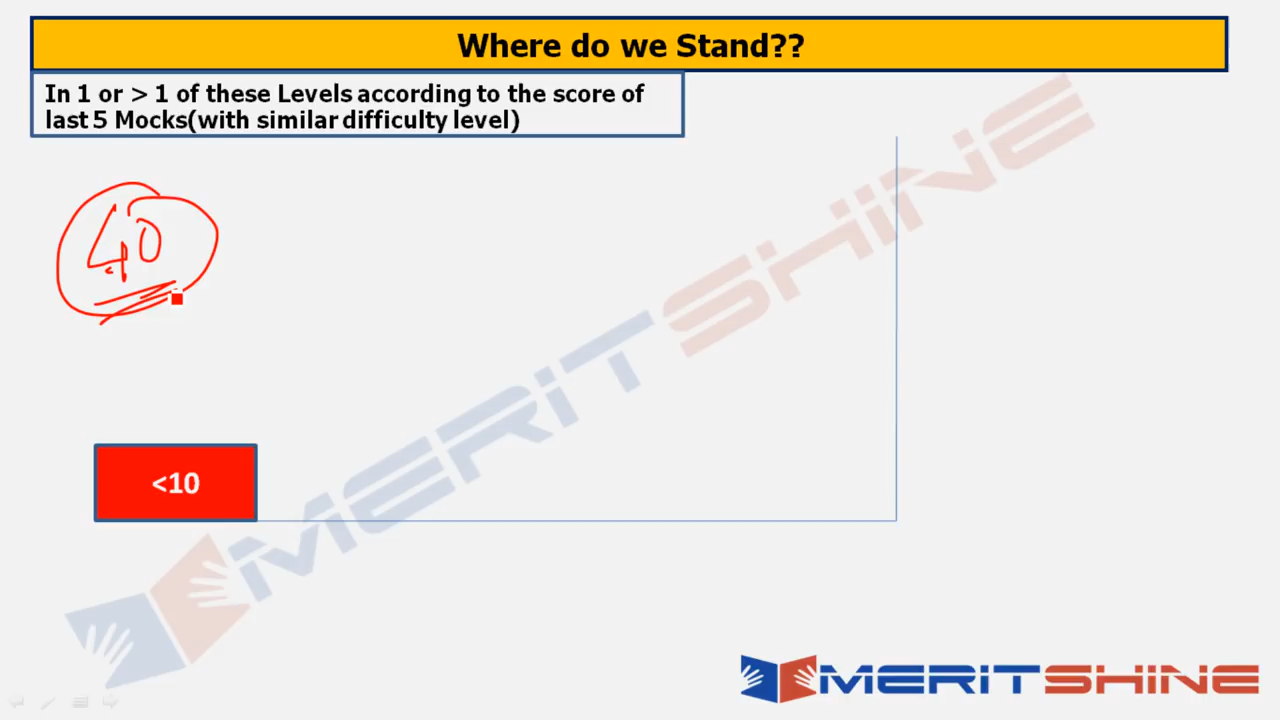 Where do we Stand??
In 1 or > 1 of these Levels according to the score of
last 5 Mocks(with similar difficulty level)
40
<10
MERITSHINE
MERITSHINE